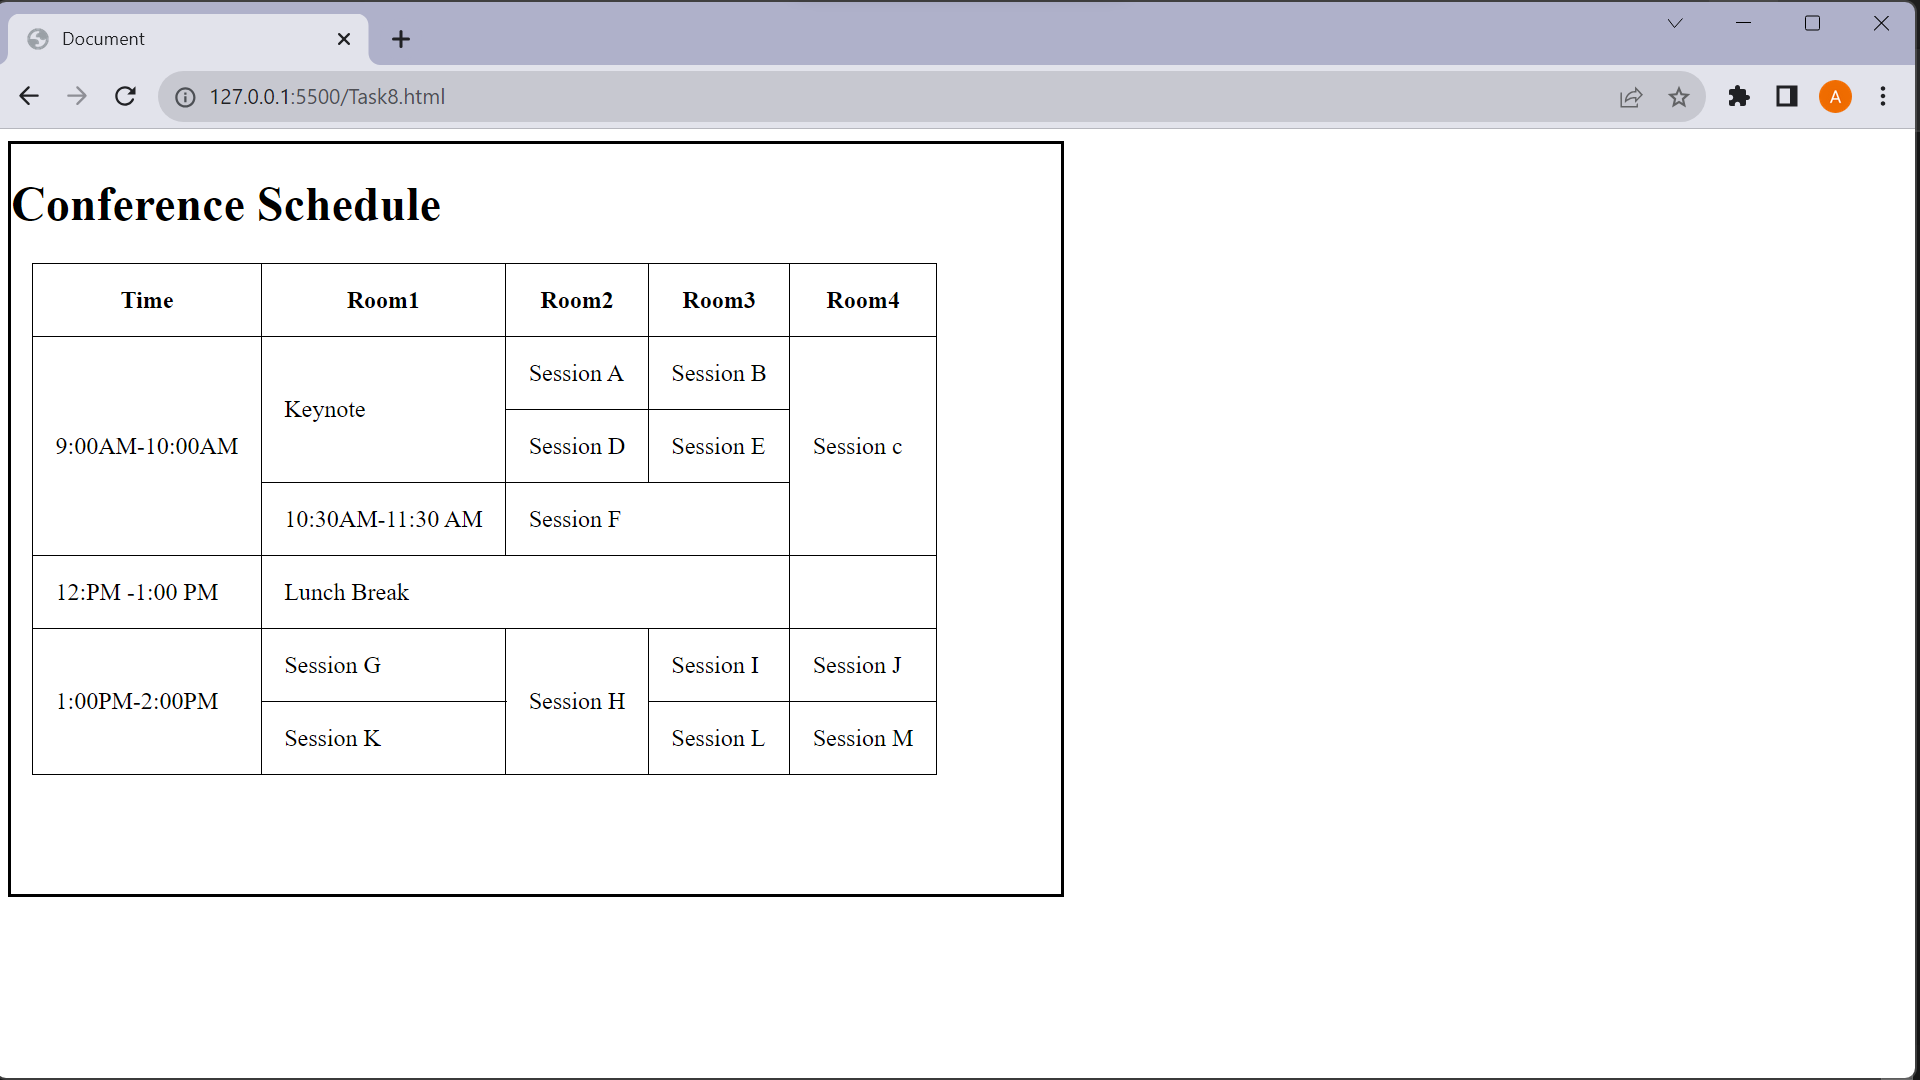 Document
127.0.0.1:5500/Task8.html
A
Conference Schedule
Time Room1 Room2 Room3 Room4
9:00AM-10:00AM Keynote Session A Session B Session c
Session D Session E
10:30AM-11:30 AM Session F
12:PM -1:00 PM Lunch Break
1:00PM-2:00PM Session G Session H Session I Session J
Session K Session L Session M